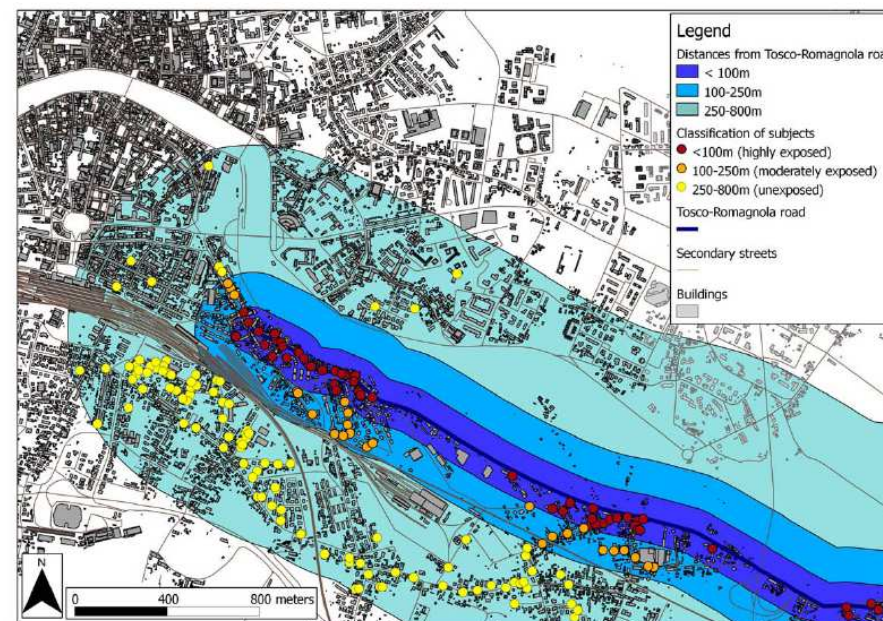 Legend
Distances from Tosco-Romagnola road
< 100m
100-250m
250-800m
Classification of subjects
<100m (highly exposed)
100-250m (moderately exposed)
250-800m (unexposed)
Tosco-Romagnola road
Secondary streets
Buildings
N
0 400 800 meters